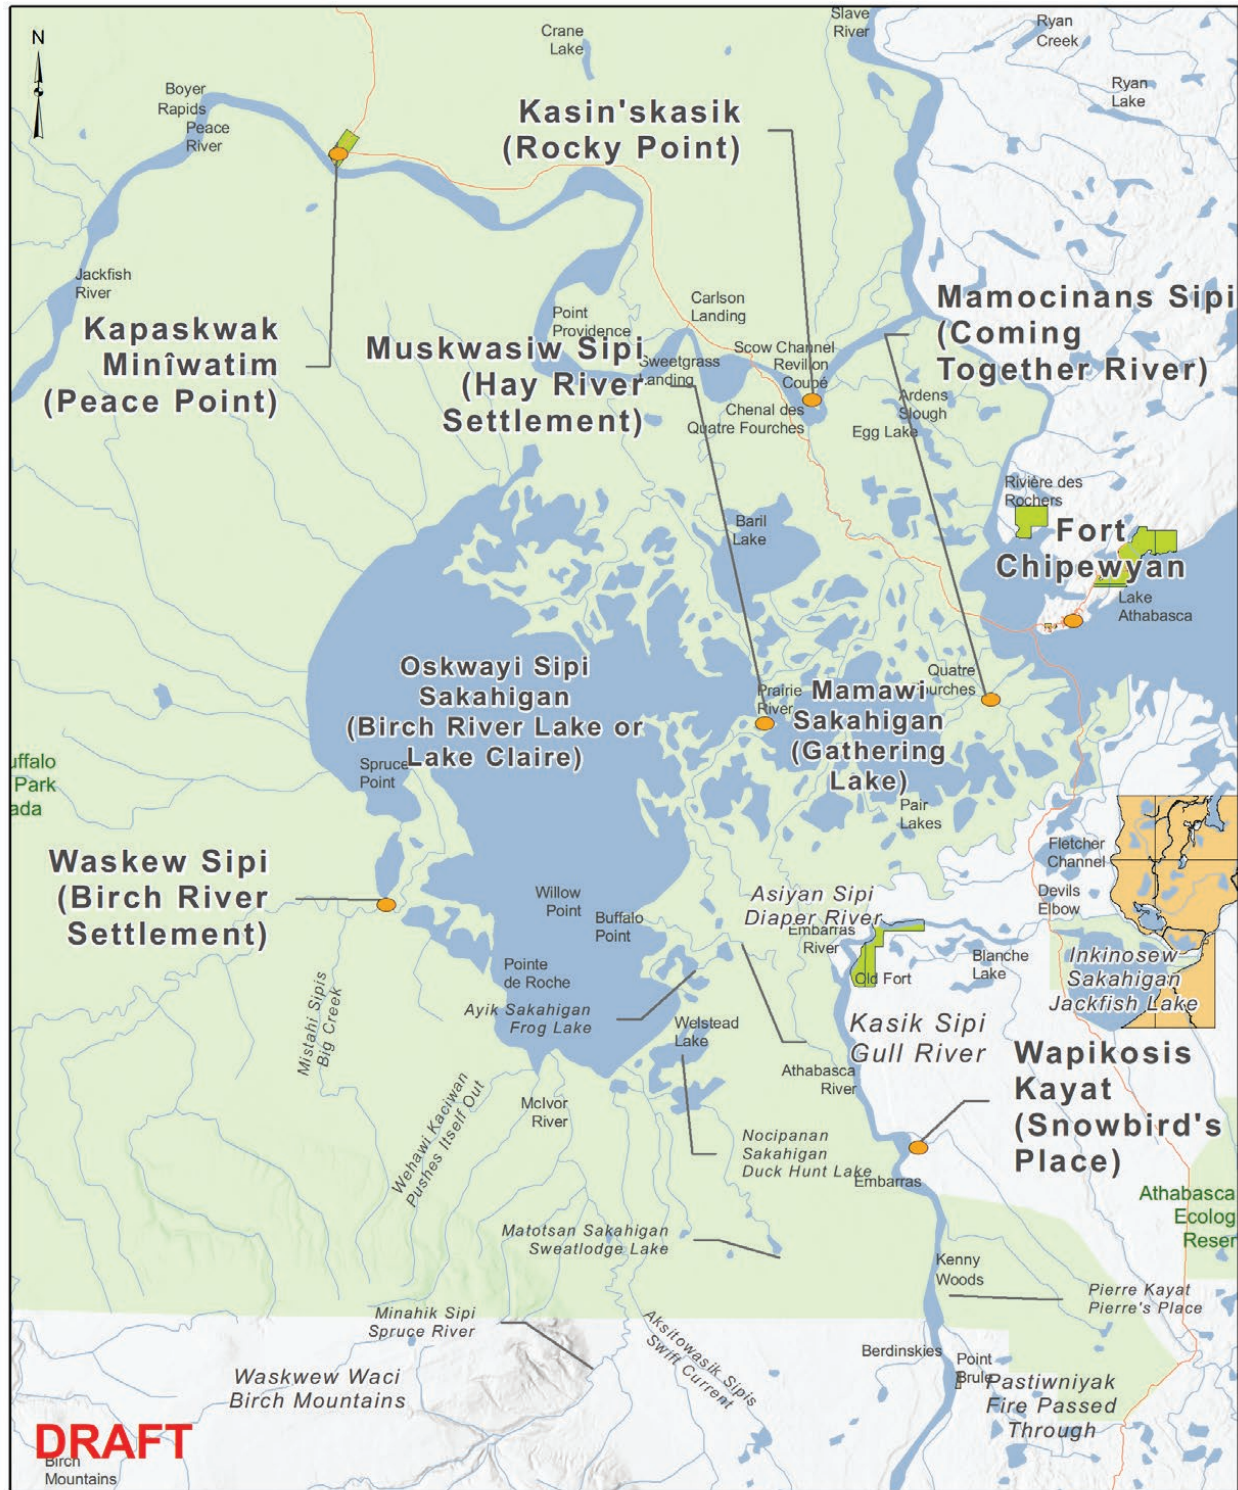 N
Slave
River
Ryan
Creek
Crane
Lake
Boyer
Rapids
Peace
River
Ryan
Lake
Kasin'skasik
(Rocky Point)
Jackfish
River
Kapaskwak
Minîwatim
(Peace Point)
Point
Providence
Carlson
Landing
Muskwasiw Sipi
(Hay River
Settlement)
Sweetgrass
Landing
Scow Channel
Revillon
Coupé
Mamocinans Sipi
(Coming
Together River)
Chenal des
Quatre Fourches
Ardens
Slough
Egg Lake
Rivière des
Rochers
Baril
Lake
Fort
Chipewyan
Lake
Athabasca
Oskwayi Sipi
Sakahigan
(Birch River Lake or
Lake Claire)
Prairie
River
Mamawi
Sakahigan
(Gathering
Lake)
Quatre
ourches
Spruce
Point
uffalo
Park
ada
Pair
Lakes
Waskew Sipi
(Birch River
Settlement)
Willow
Point
Buffalo
Point
Asiyan Sipi
Diaper River
Embarras
River
Fletcher
Channel
Devils
Elbow
Pointe
de Roche
Old Fort
Blanche
Lake
Inkinosew
Sakahigan
Jackfish Lake
Ayik Sakahigan
Frog Lake
Welstead
Lake
Kasik Sipi
Gull River
Mistahi Sipis
Big Creek
Wapikosis
Kayat
(Snowbird's
Place)
Athabasca
River
Wehawi Kaciwan
Pushes Itself Out
McIvor
River
Nocipanan
Sakahigan
Duck Hunt Lake
Embarras
Athabasca
Ecolog
Reser
Matotsan Sakahigan
Sweatlodge Lake
Kenny
Woods
Pierre Kayat
Pierre's Place
Minahik Sipi
Spruce River
Aksitowasik Sipis
Swift Current
Berdinskies
Point
Brule
Waskwew Waci
Birch Mountains
Pastiwniyak
Fire Passed
Through
DRAFT
Birch
Mountains